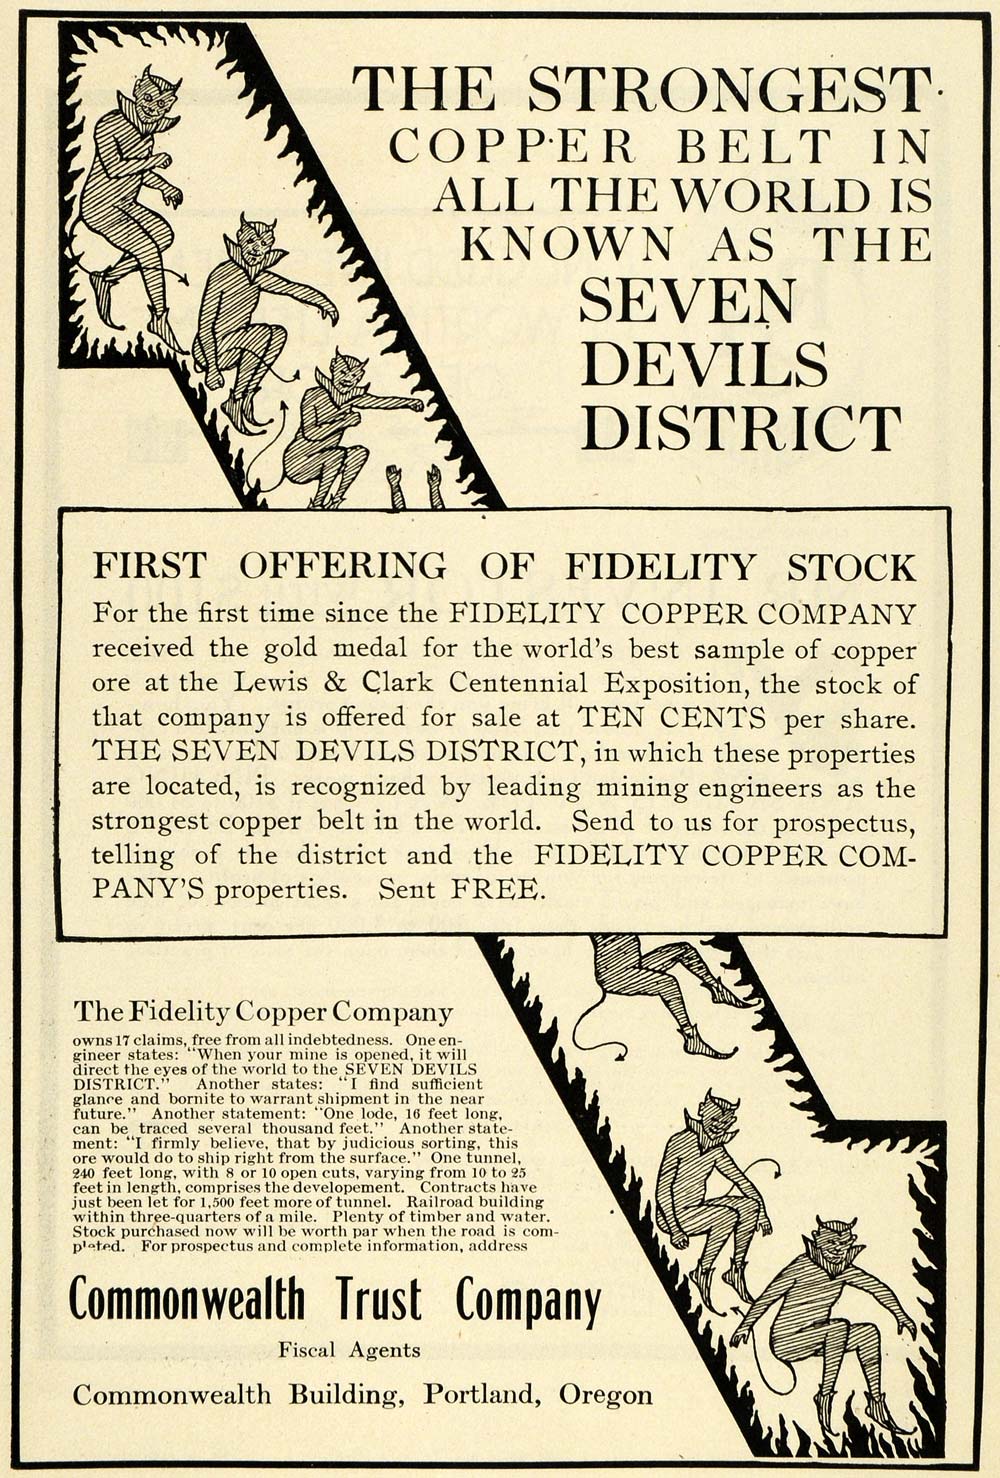 THE STRONGEST
COPPER BELT IN
ALL THE WORLD IS
KNOWN AS THE
SEVEN
DEVILS
DISTRICT
FIRST OFFERING OF FIDELITY STOCK
For the first time since the FIDELITY COPPER COMPANY
received the gold medal for the world's best sample of copper
ore at the Lewis & Clark Centennial Exposition, the stock of
that company is offered for sale at TEN CENTS per share.
THE SEVEN DEVILS DISTRICT, in which these properties
are located, is recognized by leading mining engineers as the
strongest copper belt in the world. Send to us for prospectus,
telling of the district and the FIDELITY COPPER COM-
PANY'S properties. Sent FREE.
The Fidelity Copper Company
owns 17 claims, free from all indebtedness. One en-
gineer states: "When your mine is opened, it will
direct the eyes of the world to the SEVEN DEVILS
DISTRICT." Another states: "I find sufficient
glance and bornite to warrant shipment in the near
future." Another statement: "One lode, 16 feet long,
can be traced several thousand feet." Another state-
ment: "I firmly believe, that by judicious sorting, this
ore would do to ship right from the surface." One tunnel,
240 feet long, with 8 or 10 open cuts, varying from 10 to 25
feet in length, comprises the developement. Contracts have
just been let for 1,500 feet more of tunnel. Railroad building
within three-quarters of a mile. Plenty of timber and water.
Stock purchased now will be worth par when the road is com-
pleted. For prospectus and complete information, address
Commonwealth Trust Company
Fiscal Agents
Commonwealth Building, Portland, Oregon